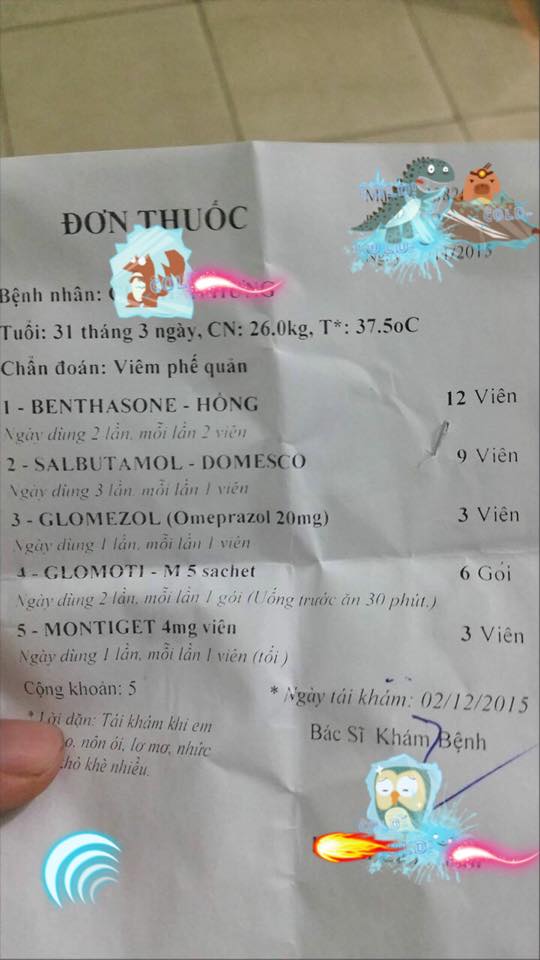 ĐƠN THUỐC
/2015
Bệnh nhân:
Tuổi: 31 tháng 3 ngày, CN: 26.0kg, T*: 37.5oC
Chẩn đoán: Viêm phế quản
1 - BENTHASONE - HỒNG 12 Viên
Ngày dùng 2 lần, mỗi lần 2 viên
2 - SALBUTAMOL - DOMESCO 9 Viên
Ngày dùng 3 lần, mỗi lần 1 viên
3 - GLOMEZOL (Omeprazol 20mg) 3 Viên
Ngày dùng 1 lần, mỗi lần 1 viên
4 - GLOMOTI - M 5 sachet 6 Gói
Ngày dùng 2 lần, mỗi lần 1 gói (Uống trước ăn 30 phút.)
5 - MONTIGET 4mg viên 3 Viên
Ngày dùng 1 lần, mỗi lần 1 viên (tối )
Cộng khoản: 5 * Ngày tái khám: 02/12/2015
* Lời dặn: Tái khám khi em Bác Sĩ Khám Bệnh
nôn ói, lơ mơ, nhức
khè nhiều.